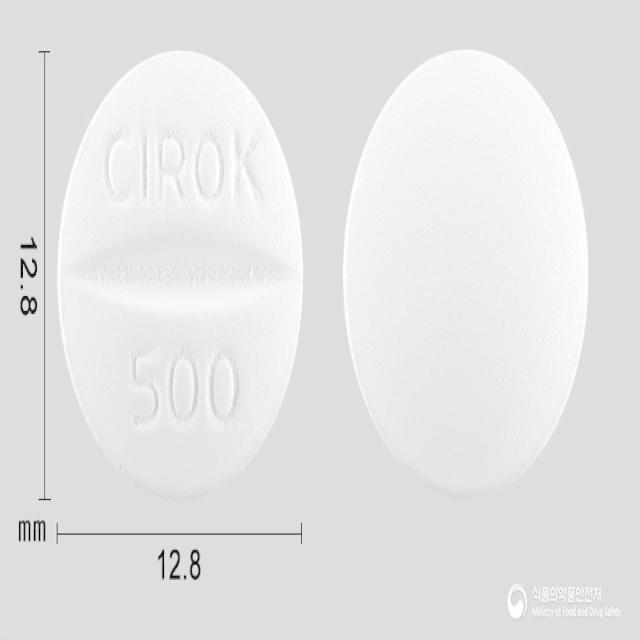 CIROK
500
12.8
mm
12.8
식품의약품안전처
Ministry of Food and Drug Safety